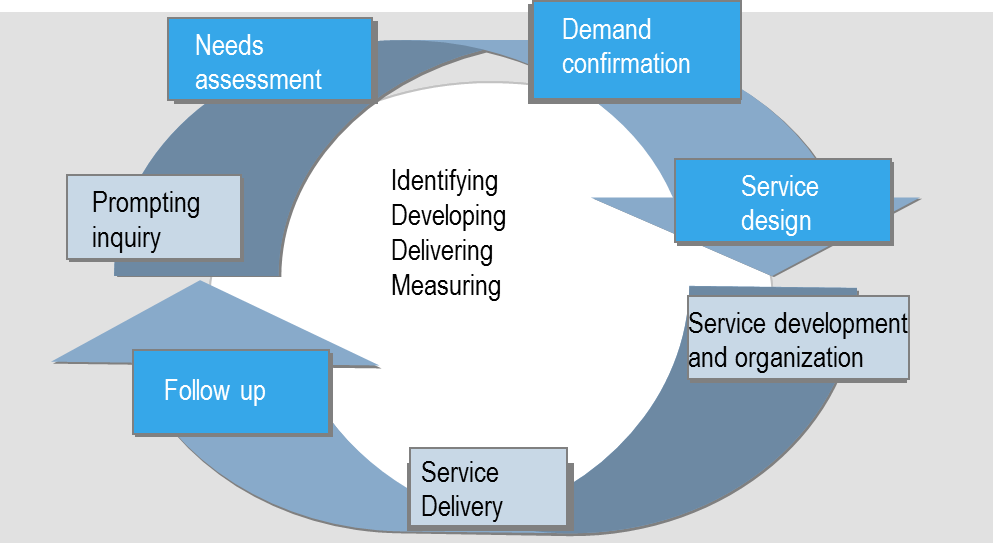 Needs
assessment
Demand
confirmation
Service
design
Service development
and organization
Service
Delivery
Follow up
Prompting
inquiry
Identifying
Developing
Delivering
Measuring